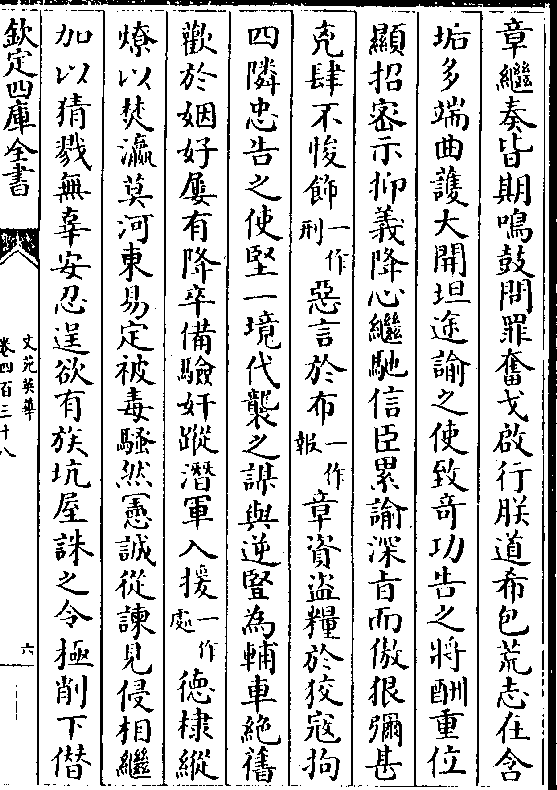 章繼奏皆期鳴鼓問罪奮戈啟行朕道希包荒志在含
垢多端曲䕶大開坦途諭之使致竒功告之將酬重位
顯招密示抑義降心繼馳信臣累諭深㫖而傲狠彌甚
兇肆不悛飾一作刑惡言於布一作報章資盜糧於狡寇拘
四隣忠告之使堅一境代襲之謀與逆豎為輔車絶舊
歡於姻好屢有降卒備驗奸蹤潛軍入援一作處德棣縱
燎以焚瀛莫河東易定被毒騷然憲誠從諫見侵相繼
加以猜戮無辜安忍逞欲有族坑屋誅之令極削下僭
欽定四庫全書
文苑英華
卷四百三十八
六